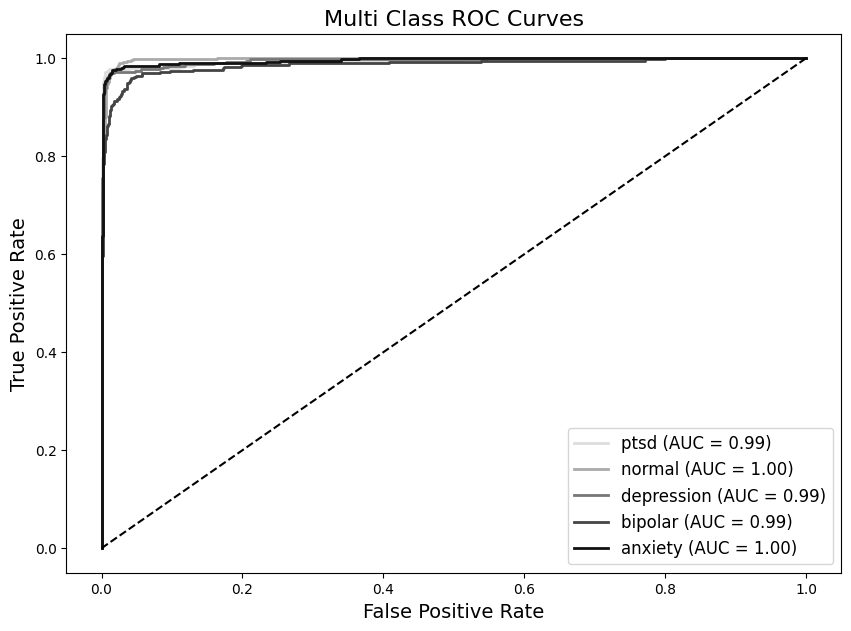 Multi Class ROC Curves
True Positive Rate
1.0
0.8
0.6
0.4
0.2
0.0
0.0 0.2 0.4 0.6 0.8 1.0
False Positive Rate
ptsd (AUC = 0.99)
normal (AUC = 1.00)
depression (AUC = 0.99)
bipolar (AUC = 0.99)
anxiety (AUC = 1.00)